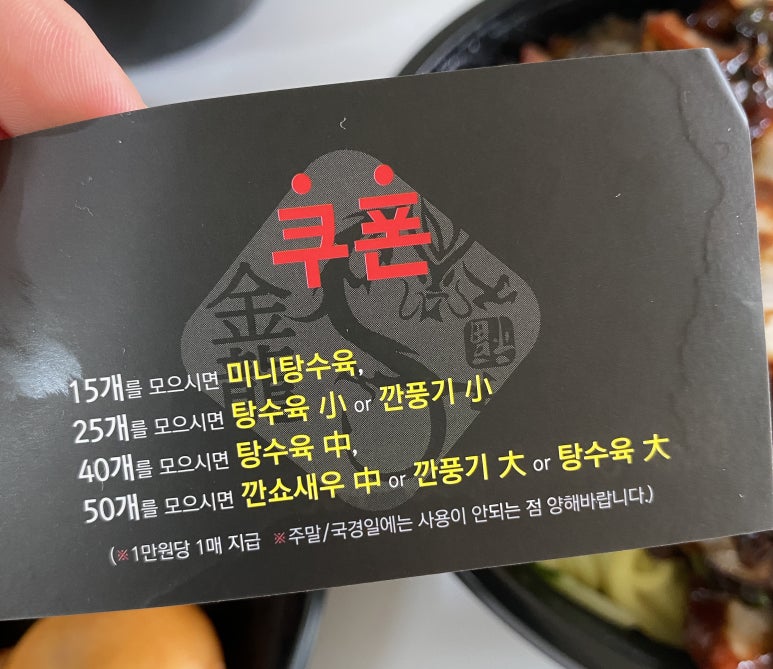 쿠폰
金龍
15개를 모으시면 미니탕수육,
25개를 모으시면 탕수육 小 or 깐풍기 小
40개를 모으시면 탕수육 中,
50개를 모으시면 깐쇼새우 中 or 깐풍기 大 or 탕수육 大
(※1만원당 1매 지급 ※주말/국경일에는 사용이 안되는 점 양해바랍니다.)